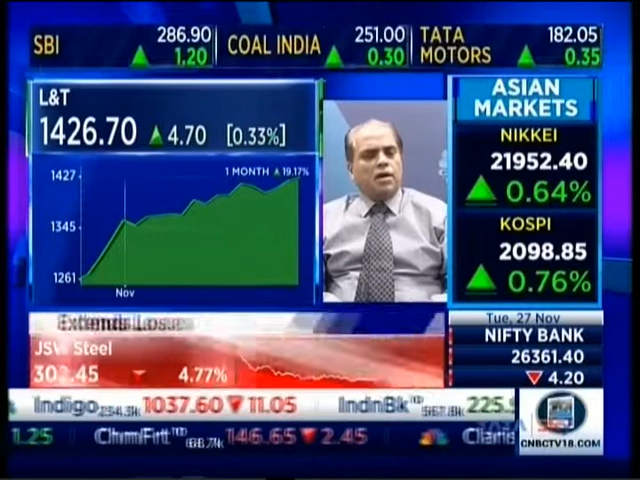 SBI 286.90 1.20
COAL INDIA 251.00 0.30
TATA MOTORS 182.05 0.35
L&T
1426.70 4.70 [0.33%]
1 MONTH 19.17%
1427
1345
1261
Nov
ASIAN
MARKETS
NIKKEI
21952.40
0.64%
KOSPI
2098.85
0.76%
JSW Steel
4.77%
Tue, 27 Nov
NIFTY BANK
26361.40
4.20
Indigo 1037.60 11.05 IndnBk
1.25 146.65 2.45
CNBCTV18.COM